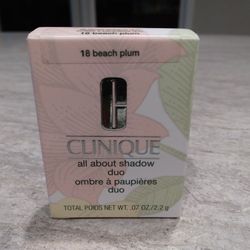 18 beach plum
CLINIQUE
all about shadow
duo
ombre à paupières
duo
TOTAL POIDS NET WT. .07 OZ./2.2 g